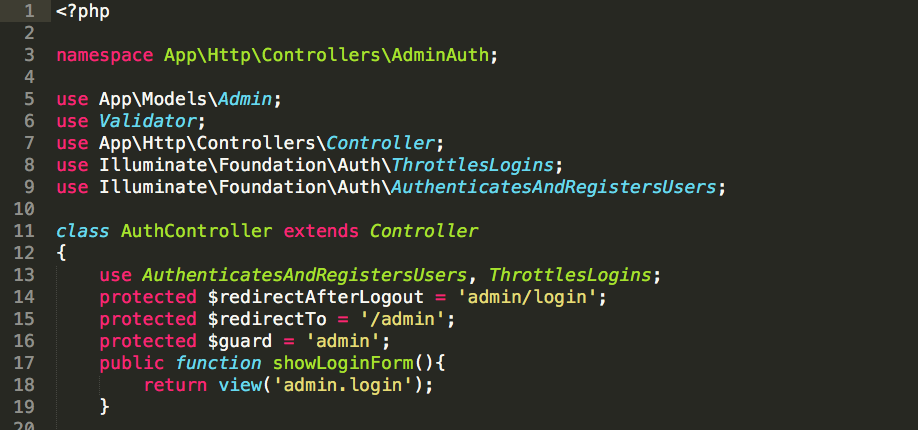 1 <?php
2
3 namespace App\Http\Controllers\AdminAuth;
4
5 use App\Models\Admin;
6 use Validator;
7 use App\Http\Controllers\Controller;
8 use Illuminate\Foundation\Auth\ThrottlesLogins;
9 use Illuminate\Foundation\Auth\AuthenticatesAndRegistersUsers;
10
11 class AuthController extends Controller
12 {
13 use AuthenticatesAndRegistersUsers, ThrottlesLogins;
14 protected $redirectAfterLogout = 'admin/login';
15 protected $redirectTo = '/admin';
16 protected $guard = 'admin';
17 public function showLoginForm(){
18 return view('admin.login');
19 }
20